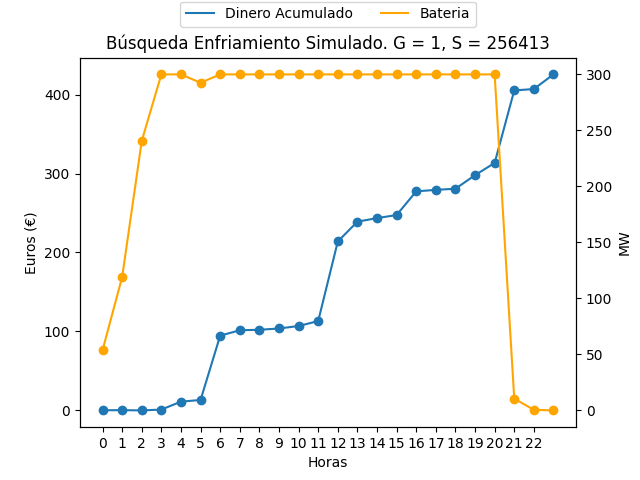 Dinero Acumulado Bateria
Búsqueda Enfriamiento Simulado. G = 1, S = 256413
400
300
200
100
0
Euros (€)
300
250
200
150
100
50
0
MW
0 1 2 3 4 5 6 7 8 9 10 11 12 13 14 15 16 17 18 19 20 21 22
Horas